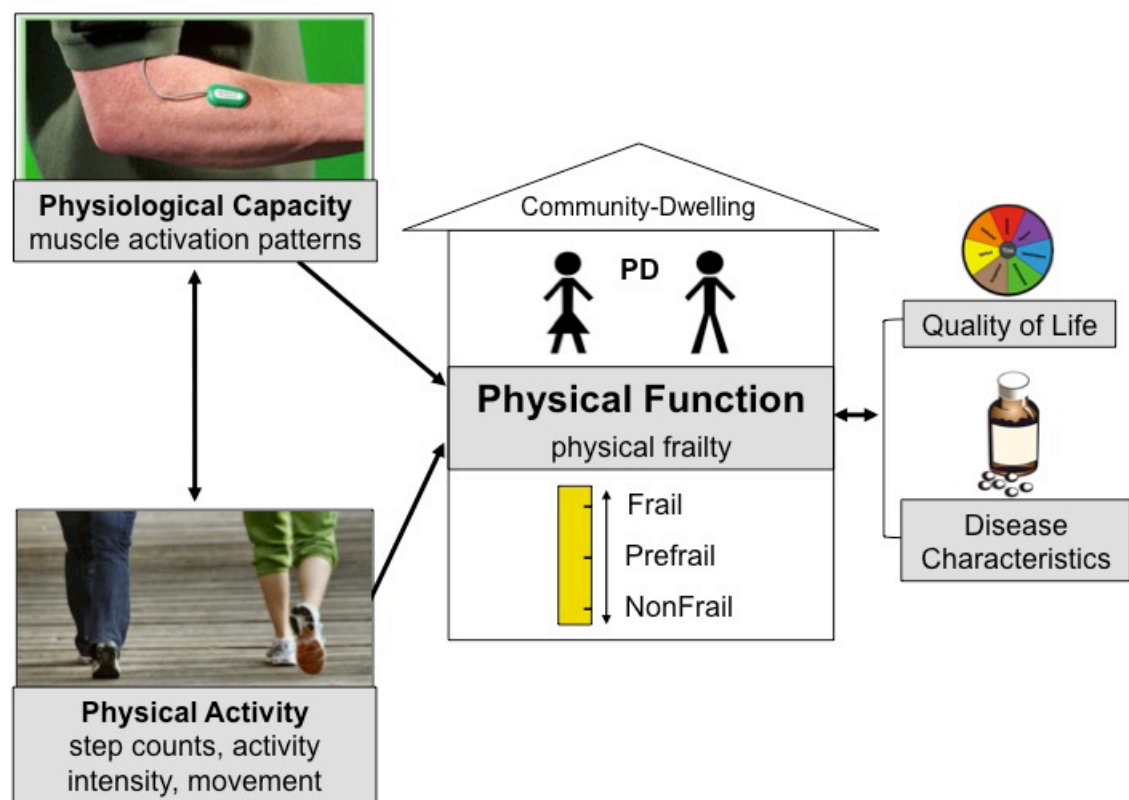 Physiological Capacity
muscle activation patterns
Physical Activity
step counts, activity
intensity, movement
Community-Dwelling
PD
Physical Function
physical frailty
Frail
Prefrail
NonFrail
Quality of Life
Disease
Characteristics